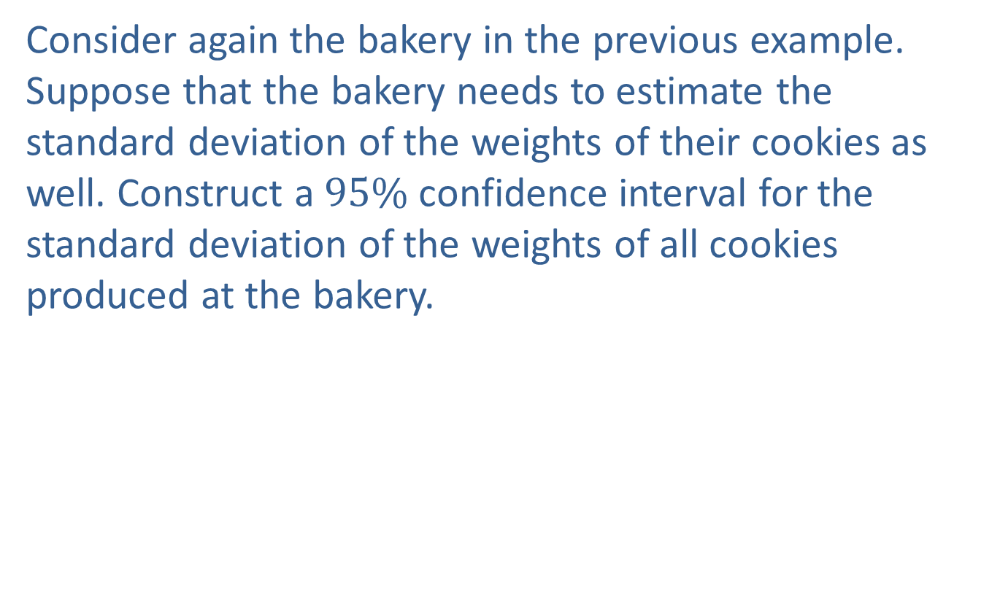 Consider again the bakery in the previous example.
Suppose that the bakery needs to estimate the
standard deviation of the weights of their cookies as
well. Construct a 95% confidence interval for the
standard deviation of the weights of all cookies
produced at the bakery.